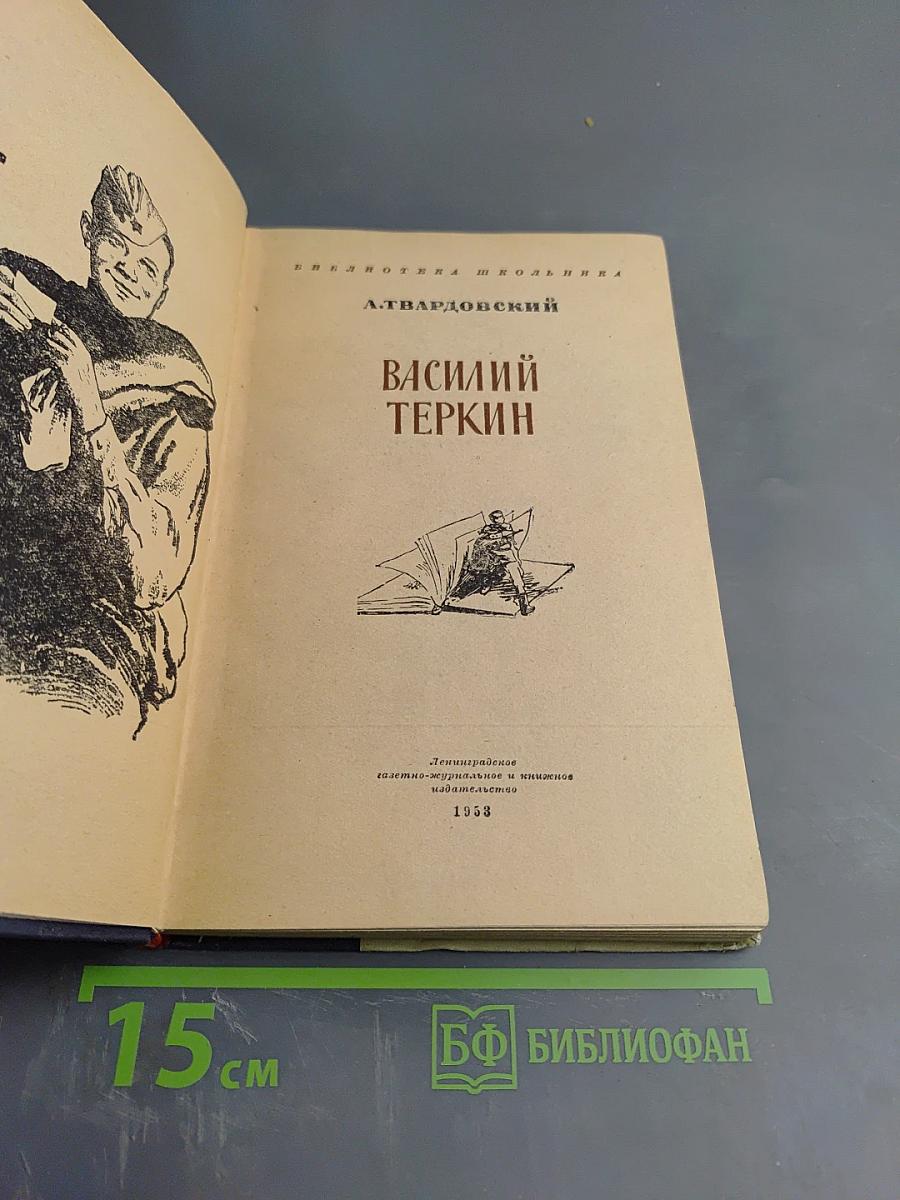 БИБЛИОТЕКА ШКОЛЬНИКА
А.ТВАРДОВСКИЙ
ВАСИЛИЙ
ТЕРКИН
Ленинградское
газетно-журнальное и книжное
издательство
1953
15 см
БФ БИБЛИОФАН